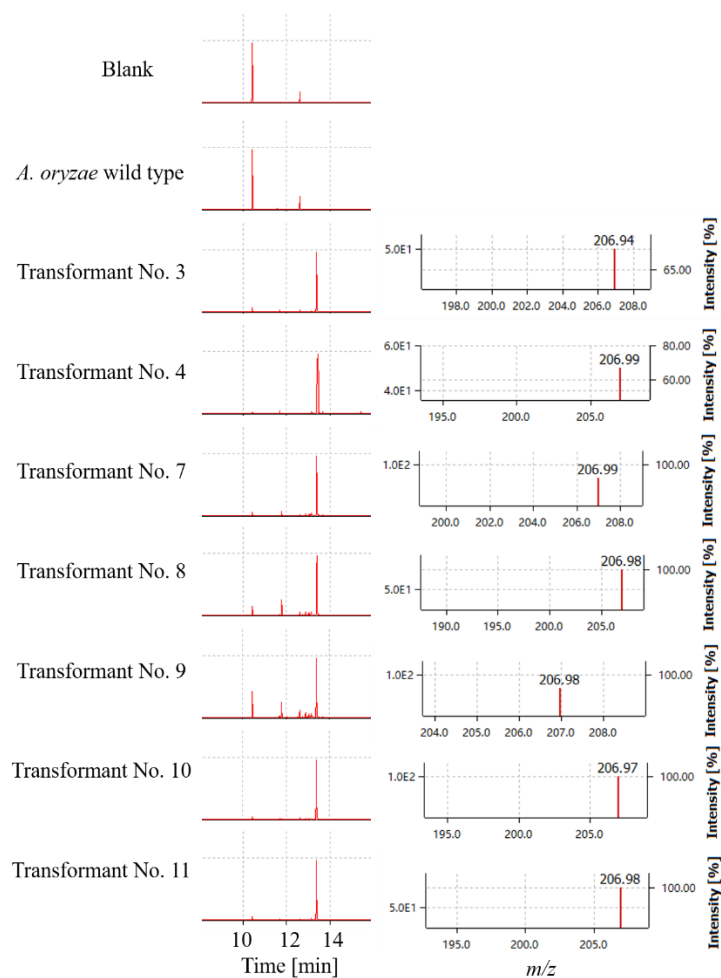 Blank
A. oryzae wild type
Transformant No. 3
5.0E1
206.94
65.00
Intensity [%]
198.0 200.0 202.0 204.0 206.0 208.0
Transformant No. 4
6.0E1
4.0E1
206.99
80.00
60.00
Intensity [%]
195.0 200.0 205.0
Transformant No. 7
1.0E2
206.99
100.00
Intensity [%]
200.0 202.0 204.0 206.0 208.0
Transformant No. 8
5.0E1
206.98
100.00
Intensity [%]
190.0 195.0 200.0 205.0
Transformant No. 9
1.0E2
206.98
100.00
Intensity [%]
204.0 205.0 206.0 207.0 208.0
Transformant No. 10
1.0E2
206.97
100.00
Intensity [%]
195.0 200.0 205.0
Transformant No. 11
5.0E1
206.98
100.00
Intensity [%]
195.0 200.0 205.0
10 12 14
Time [min]
m/z